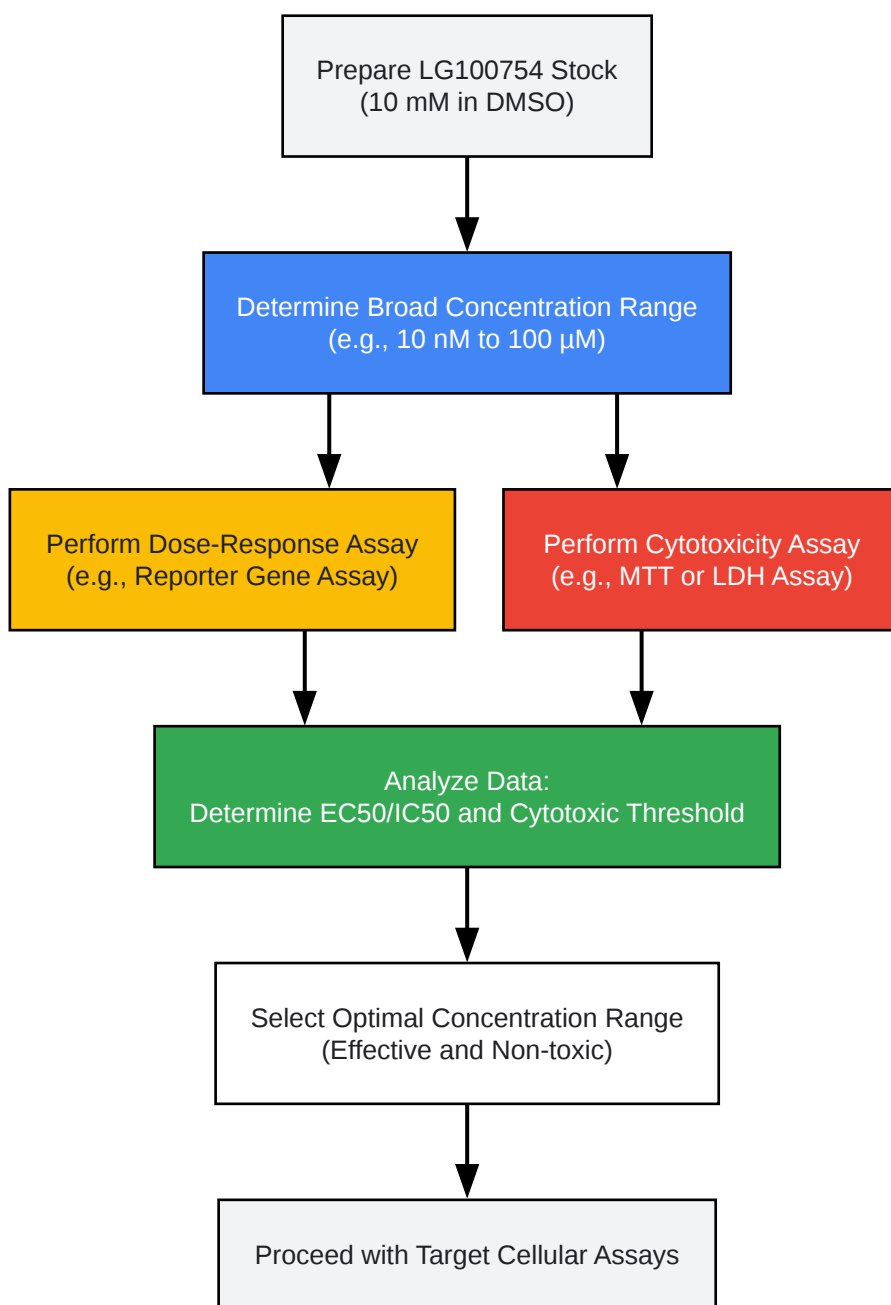 Prepare LG100754 Stock
(10 mM in DMSO)
Determine Broad Concentration Range
(e.g., 10 nM to 100 µM)
Perform Dose-Response Assay
(e.g., Reporter Gene Assay)
Perform Cytotoxicity Assay
(e.g., MTT or LDH Assay)
Analyze Data:
Determine EC50/IC50 and Cytotoxic Threshold
Select Optimal Concentration Range
(Effective and Non-toxic)
Proceed with Target Cellular Assays